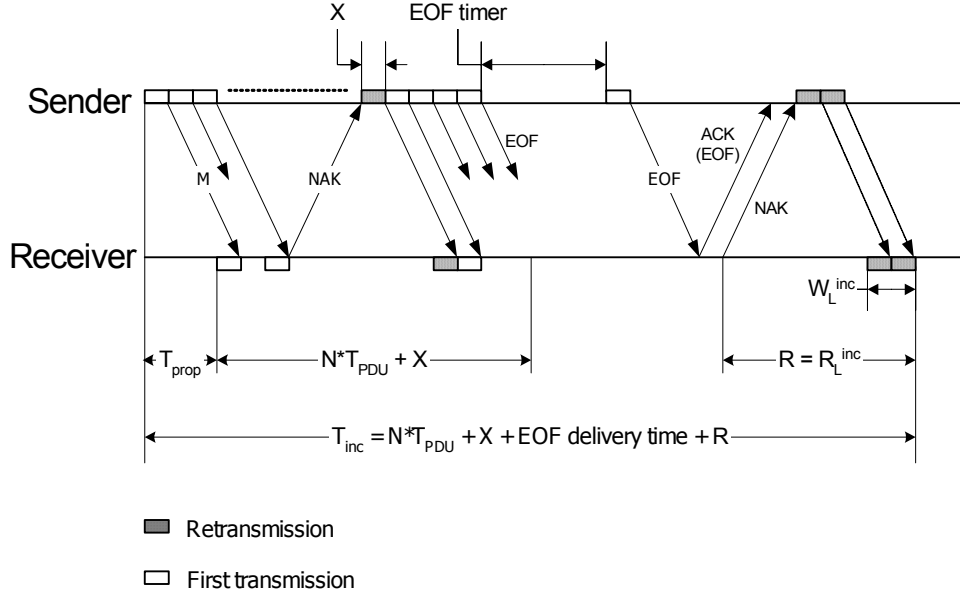 X
EOF timer
Sender
M
NAK
EOF
EOF
ACK
(EOF)
NAK
Receiver
W_L^inc
T_prop
N*T_PDU + X
R = R_L^inc
T_inc = N*T_PDU + X + EOF delivery time + R
Retransmission
First transmission